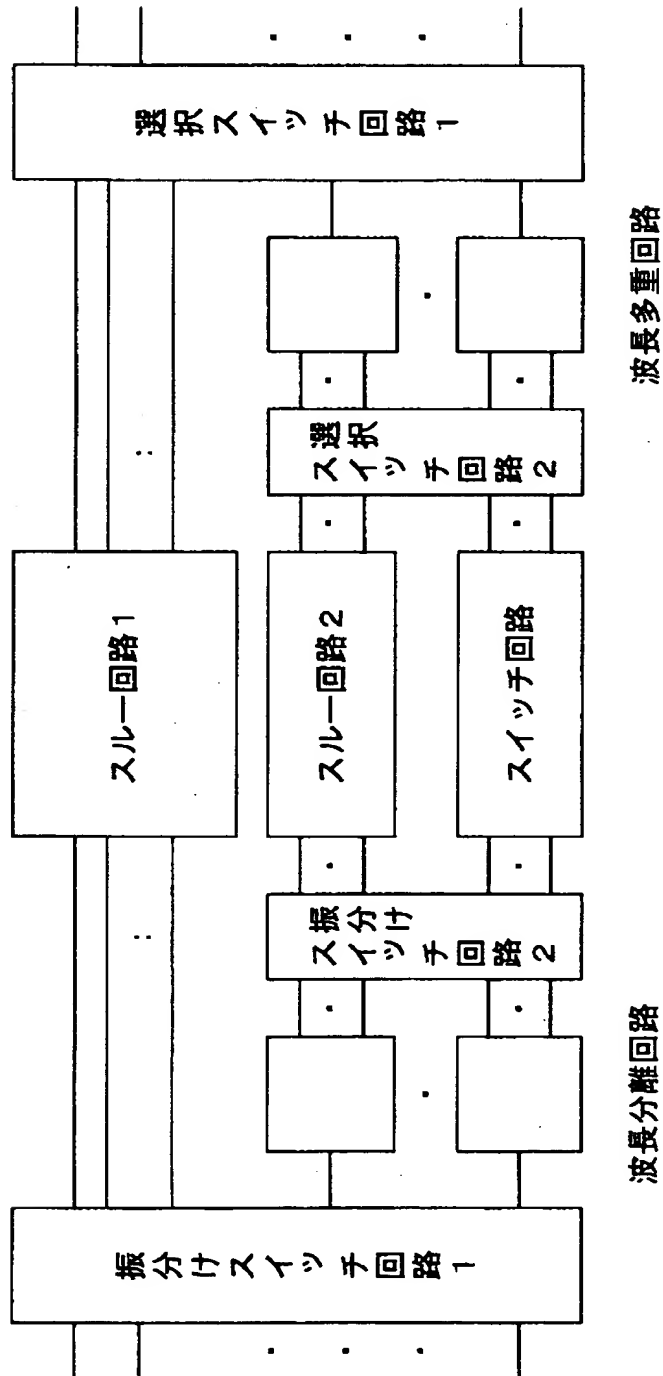 振分けスイッチ回路1
波長分離回路
振分け
スイッチ回路2
スルー回路1
スルー回路2
スイッチ回路
選択
スイッチ回路2
波長多重回路
選択スイッチ回路1